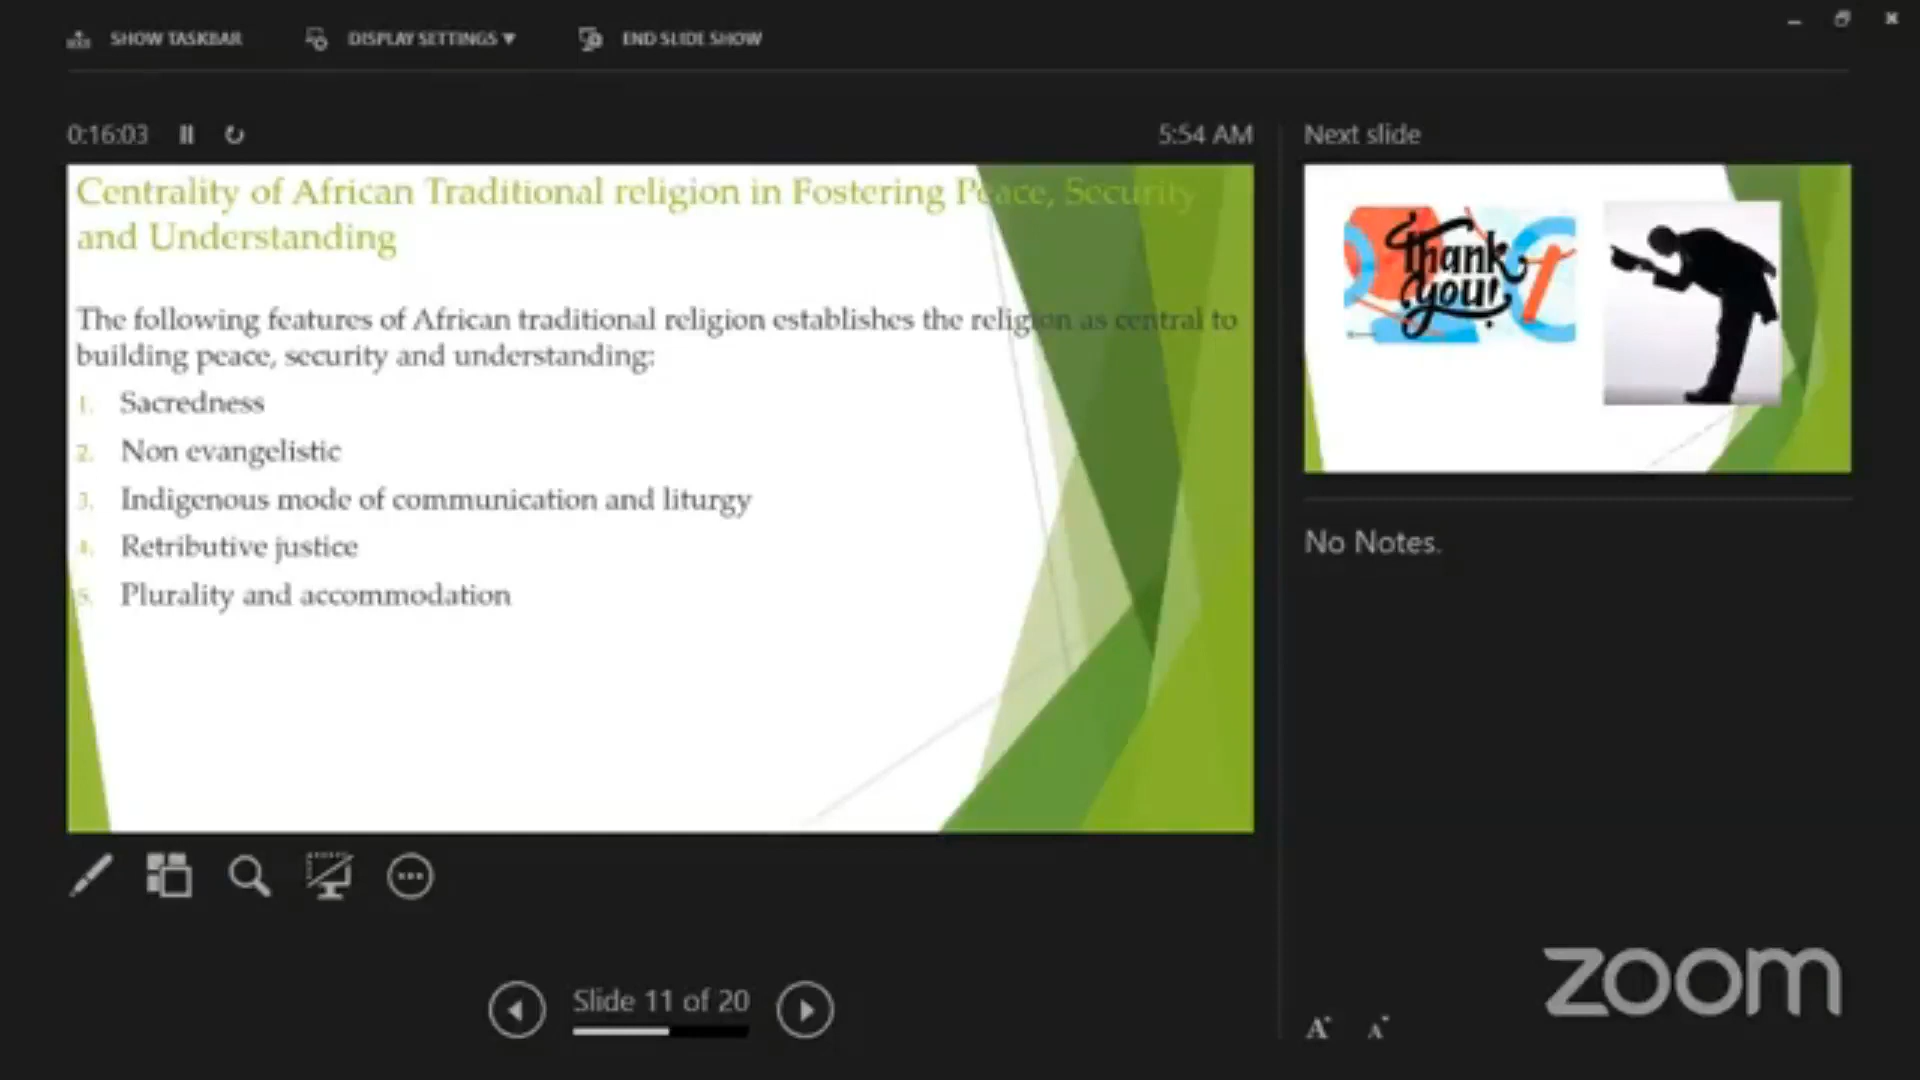 SHOW TASKBAR
DISPLAY SETTINGS ▼
END SLIDE SHOW
0:16:03
5:54 AM
Next slide
Centrality of African Traditional religion in Fostering Peace, Security
and Understanding
The following features of African traditional religion establishes the religion as central to
building peace, security and understanding:
1. Sacredness
2. Non evangelistic
3. Indigenous mode of communication and liturgy
4. Retributive justice
5. Plurality and accommodation
thank
you!
No Notes.
Slide 11 of 20
A A
zoom